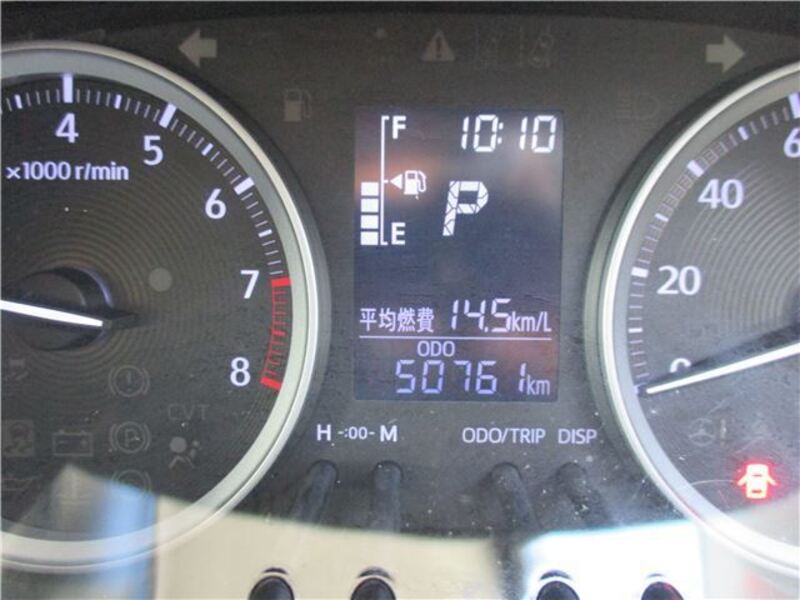 4
5
6
7
8
×1000 r/min
F
10:10
P
E
平均燃費 14.5km/L
ODO
50761km
H -:00- M
ODO/TRIP DISP
CVT
6
40
20
0